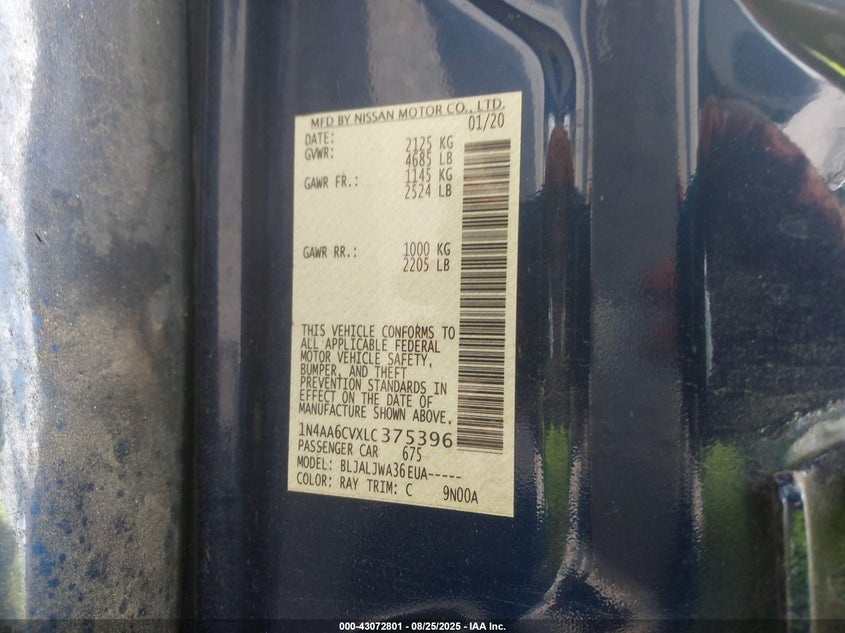 MFD BY NISSAN MOTOR CO., LTD.
DATE: 01/20
GVWR: 2125 KG
4685 LB
GAWR FR.: 1145 KG
2524 LB
GAWR RR.: 1000 KG
2205 LB
THIS VEHICLE CONFORMS TO
ALL APPLICABLE FEDERAL
MOTOR VEHICLE SAFETY,
BUMPER, AND THEFT
PREVENTION STANDARDS IN
EFFECT ON THE DATE OF
MANUFACTURE SHOWN ABOVE.
1N4AA6CVXLC375396
PASSENGER CAR 675
MODEL: BLJALJWA36EUA-----
COLOR: RAY TRIM: C 9N00A
000-43072801 - 08/25/2025 - IAA Inc.